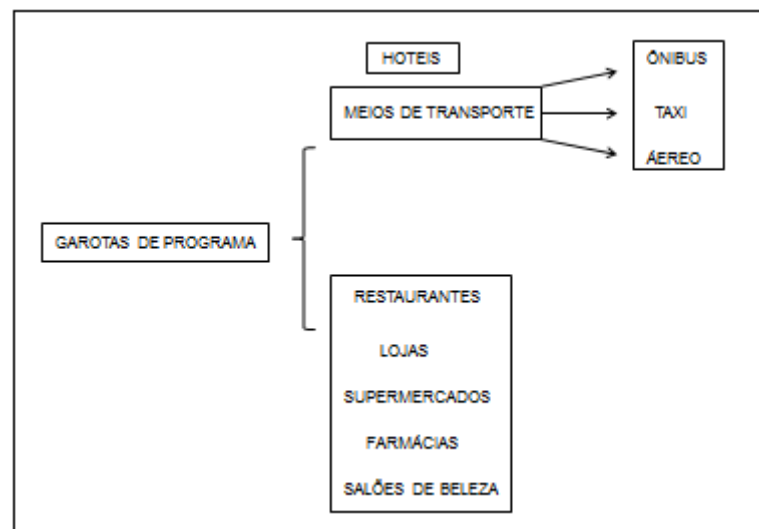 HOTEIS
MEIOS DE TRANSPORTE
ÔNIBUS
TAXI
ÁEREO
GAROTAS DE PROGRAMA
RESTAURANTES
LOJAS
SUPERMERCADOS
FARMÁCIAS
SALÕES DE BELEZA